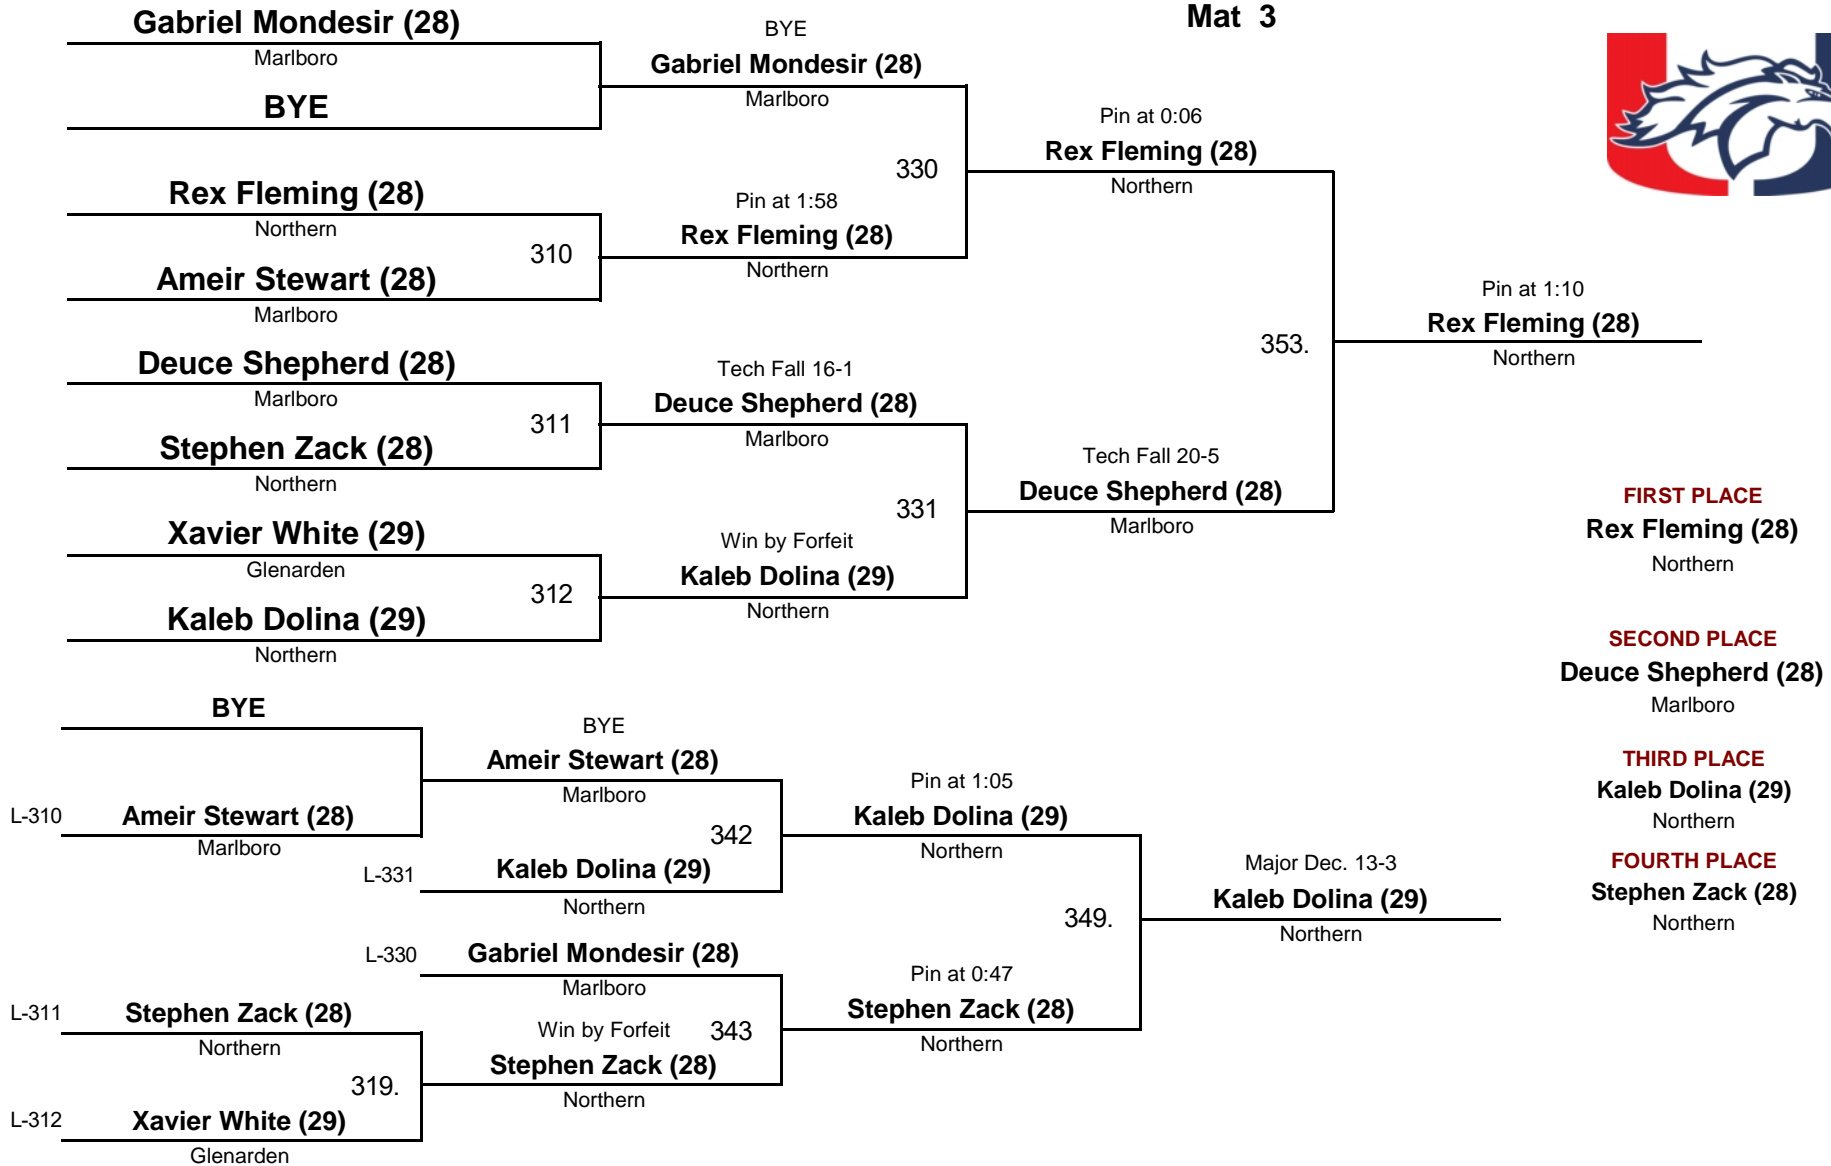 Mat 3
Gabriel Mondesir (28)
Marlboro
BYE
Rex Fleming (28)
Northern
310
Ameir Stewart (28)
Marlboro
Deuce Shepherd (28)
Marlboro
311
Stephen Zack (28)
Northern
Xavier White (29)
Glenarden
312
Kaleb Dolina (29)
Northern
BYE
Gabriel Mondesir (28)
Marlboro
330
Pin at 1:58
Rex Fleming (28)
Northern
Tech Fall 16-1
Deuce Shepherd (28)
Marlboro
331
Win by Forfeit
Kaleb Dolina (29)
Northern
Pin at 0:06
Rex Fleming (28)
Northern
353.
Tech Fall 20-5
Deuce Shepherd (28)
Marlboro
Pin at 1:10
Rex Fleming (28)
Northern
BYE
L-310
Ameir Stewart (28)
Marlboro
L-311
Stephen Zack (28)
Northern
319.
L-312
Xavier White (29)
Glenarden
BYE
Ameir Stewart (28)
Marlboro
342
L-331
Kaleb Dolina (29)
Northern
L-330
Gabriel Mondesir (28)
Marlboro
Win by Forfeit
343
Stephen Zack (28)
Northern
Pin at 1:05
Kaleb Dolina (29)
Northern
349.
Pin at 0:47
Stephen Zack (28)
Northern
Major Dec. 13-3
Kaleb Dolina (29)
Northern
FIRST PLACE
Rex Fleming (28)
Northern
SECOND PLACE
Deuce Shepherd (28)
Marlboro
THIRD PLACE
Kaleb Dolina (29)
Northern
FOURTH PLACE
Stephen Zack (28)
Northern